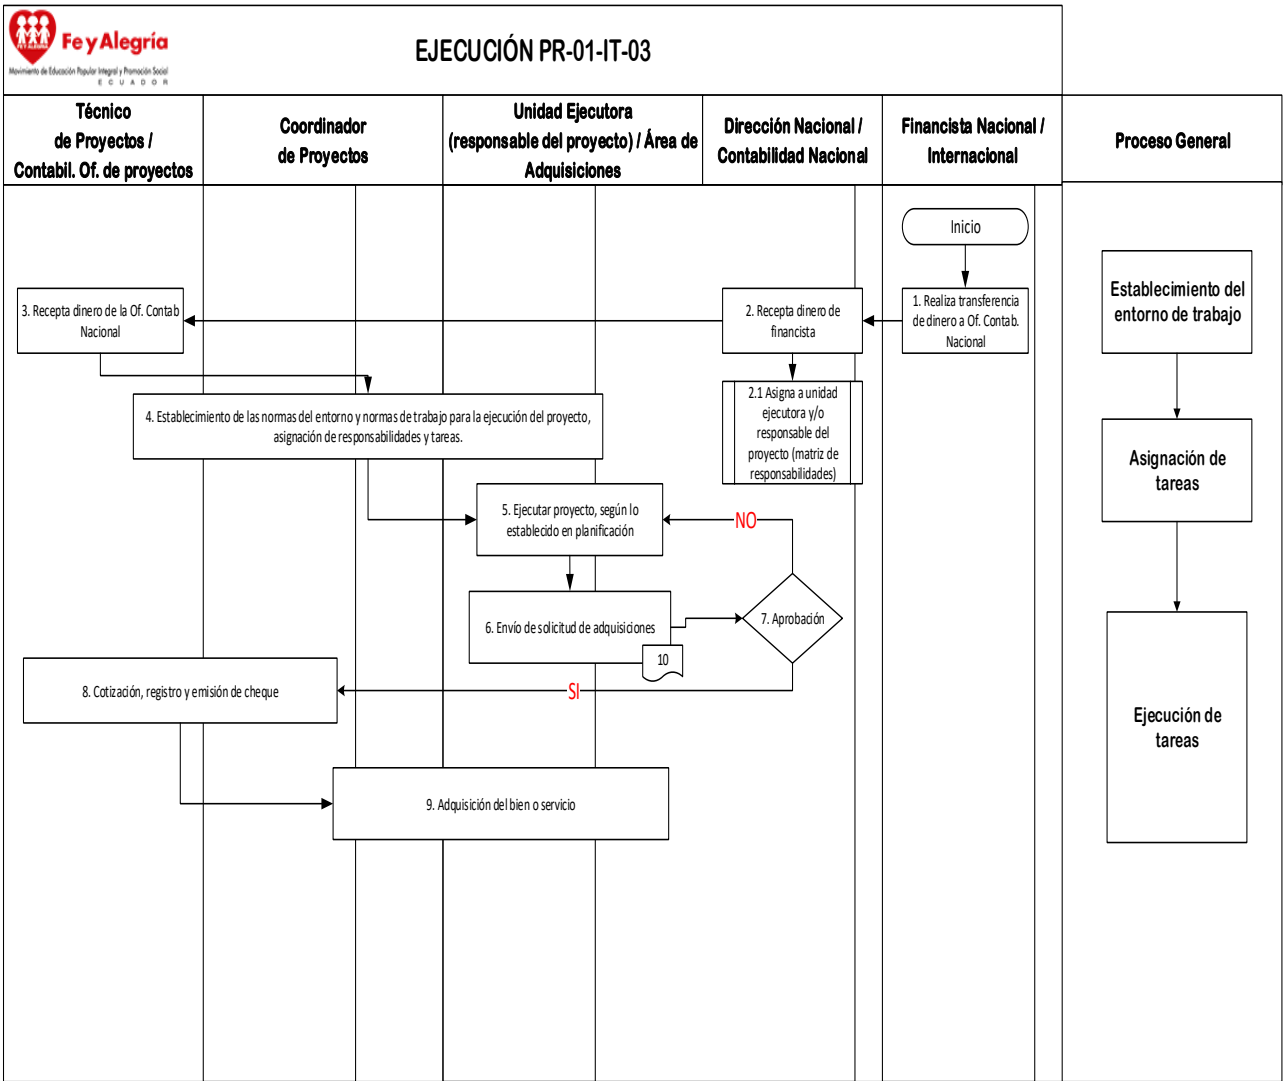 Fe y Alegría
Movimiento de Educación Popular Integral y Promoción Social
ECUADOR
EJECUCIÓN PR-01-IT-03
Técnico
de Proyectos /
Contabil. Of. de proyectos
Coordinador
de Proyectos
Unidad Ejecutora
(responsable del proyecto) / Área de
Adquisiciones
Dirección Nacional /
Contabilidad Nacional
Financista Nacional /
Internacional
Proceso General
Inicio
1. Realiza transferencia
de dinero a Of. Contab.
Nacional
2. Recepta dinero de
financista
3. Recepta dinero de la Of. Contab
Nacional
2.1 Asigna a unidad
ejecutora y/o
responsable del
proyecto (matriz de
responsabilidades)
4. Establecimiento de las normas del entorno y normas de trabajo para la ejecución del proyecto,
asignación de responsabilidades y tareas.
5. Ejecutar proyecto, según lo
establecido en planificación
NO
6. Envío de solicitud de adquisiciones
10
7. Aprobación
SI
8. Cotización, registro y emisión de cheque
9. Adquisición del bien o servicio
Establecimiento del
entorno de trabajo
Asignación de
tareas
Ejecución de
tareas